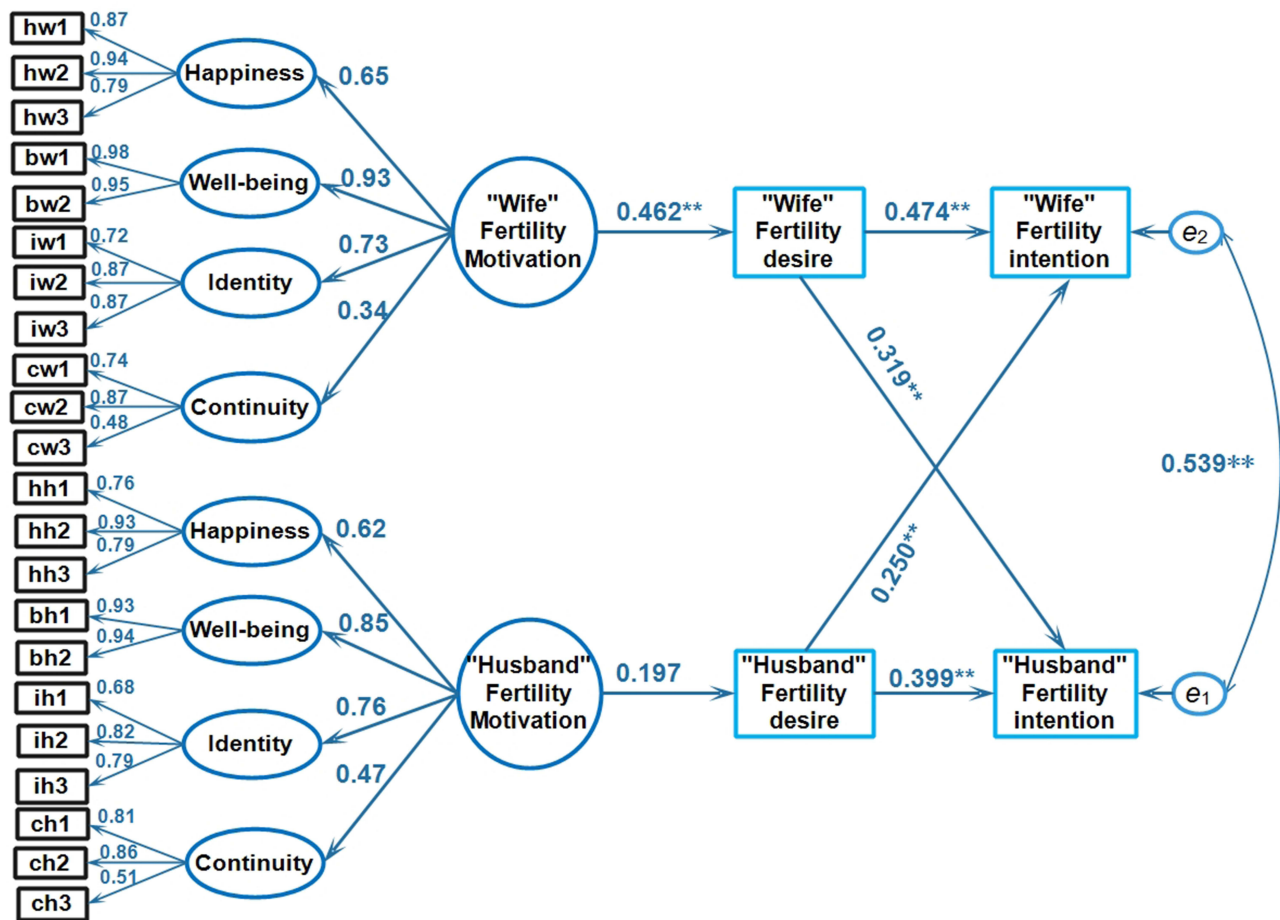 hw1
0.87
hw2
0.94
0.79
hw3
Happiness
0.65
bw1
0.98
bw2
0.95
Well-being
0.93
iw1
0.72
iw2
0.87
0.87
iw3
Identity
0.73
cw1
0.74
cw2
0.87
0.48
cw3
Continuity
0.34
"Wife"
Fertility
Motivation
0.462**
"Wife"
Fertility
desire
0.474**
"Wife"
Fertility
intention
e2
0.319**
0.250**
0.539**
hh1
0.76
hh2
0.93
0.79
hh3
Happiness
0.62
bh1
0.93
bh2
0.94
Well-being
0.85
ih1
0.68
ih2
0.82
0.79
ih3
Identity
0.76
ch1
0.81
ch2
0.86
0.51
ch3
Continuity
0.47
"Husband"
Fertility
Motivation
0.197
"Husband"
Fertility
desire
0.399**
"Husband"
Fertility
intention
e1